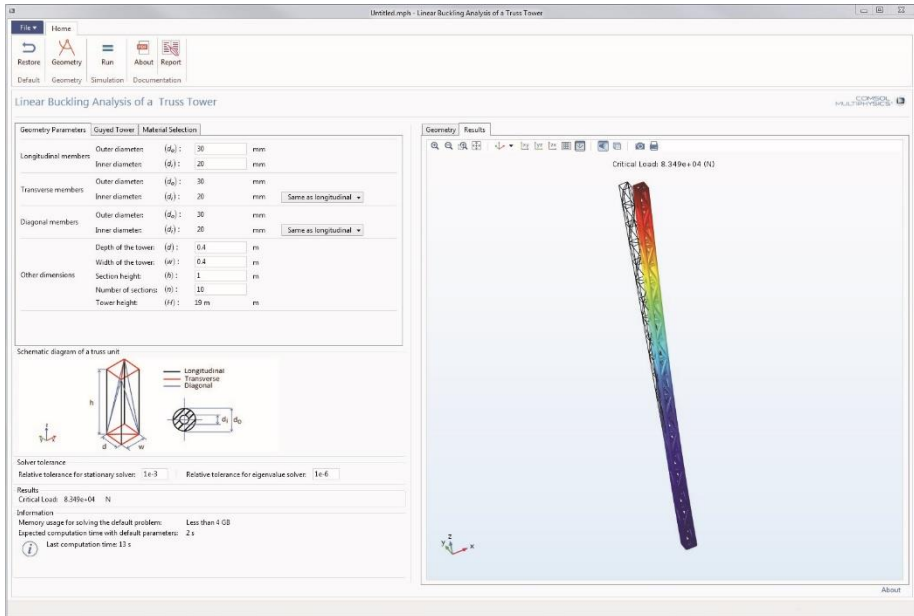 Untitled.mph - Linear Buckling Analysis of a Truss Tower
File Home
Restore Geometry Run About Report
Default Geometry Simulation Documentation
Linear Buckling Analysis of a Truss Tower
COMSOL
MULTIPHYSICS
Geometry Parameters Guyed Tower Material Selection
Longitudinal members
Outer diameter: (dₒ) : 30 mm
Inner diameter: (dᵢ) : 20 mm
Transverse members
Outer diameter: (dₒ) : 30 mm
Inner diameter: (dᵢ) : 20 mm Same as longitudinal
Diagonal members
Outer diameter: (dₒ) : 30 mm
Inner diameter: (dᵢ) : 20 mm Same as longitudinal
Other dimensions
Depth of the tower: (d) : 0.4 m
Width of the tower: (w) : 0.4 m
Section height: (h) : 1 m
Number of sections: (n) : 10
Tower height: (H) : 19 m m
Schematic diagram of a truss unit
Longitudinal
Transverse
Diagonal
h
d w
dᵢ dₒ
Solver tolerance
Relative tolerance for stationary solver: 1e-3 Relative tolerance for eigenvalue solver: 1e-6
Results
Critical Load: 8.349e+04 N
Information
Memory usage for solving the default problem: Less than 4 GB
Expected computation time with default parameters: 2 s
Last computation time: 13 s
Geometry Results
Critical Load: 8.349e+04 (N)
z
y x
About